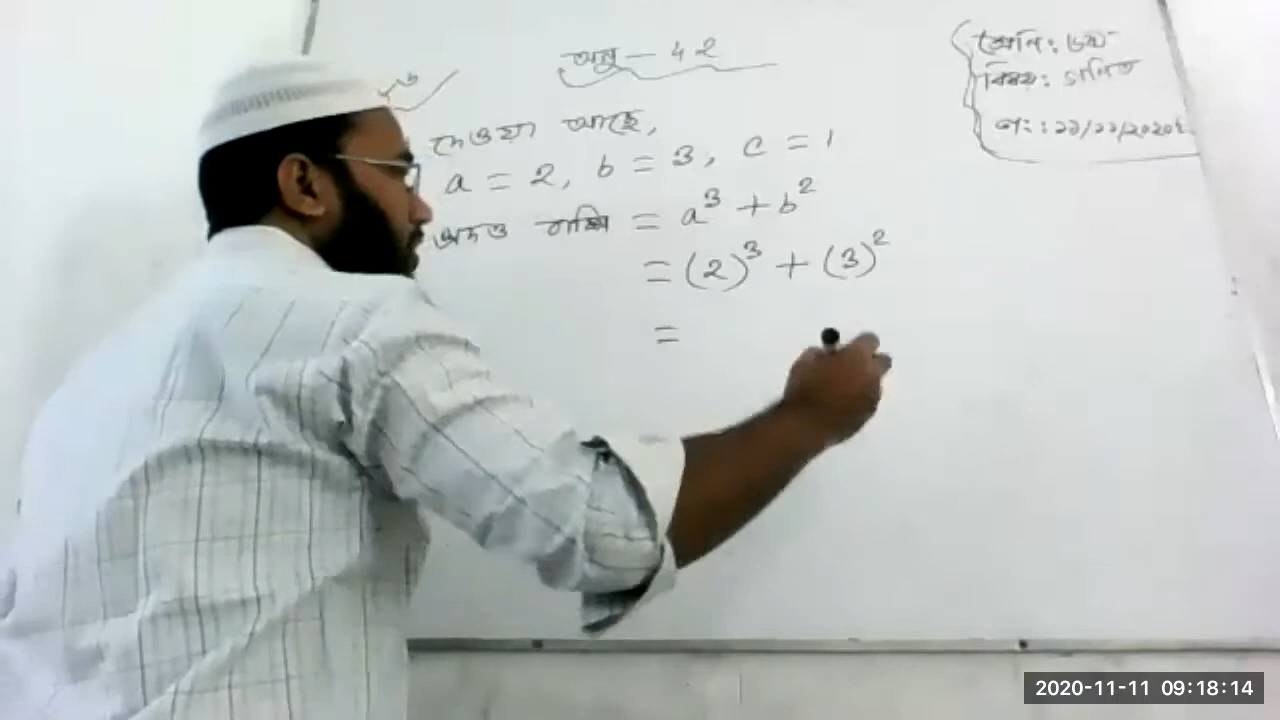 অনু — 4২
শ্রেণি: ৬ষ্ঠ
বিষয়: গণিত
দেওয়া আছে,
a = 2, b = 3, c = 1
প্রদত্ত রাশি = a³ + b²
= (2)³ + (3)²
=
2020-11-11 09:18:14